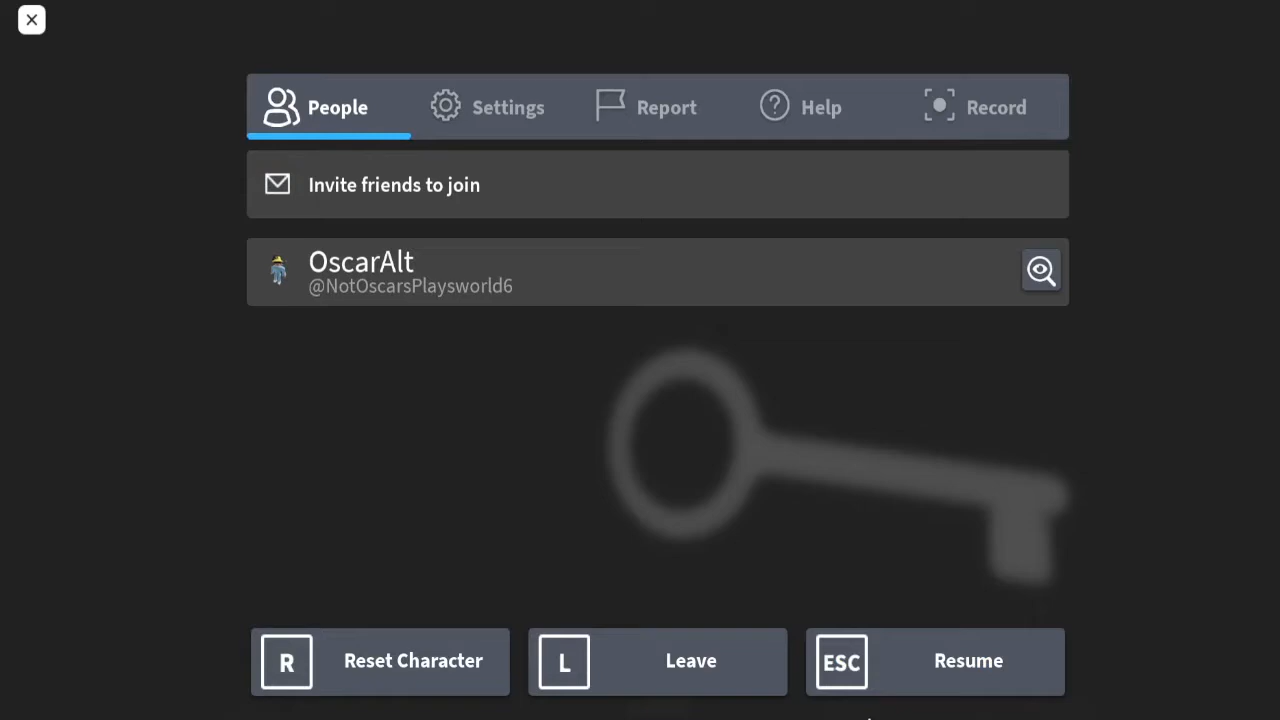 People
Settings
Report
Help
Record
Invite friends to join
OscarAlt
@NotOscarsPlaysworld6
R Reset Character
L Leave
ESC Resume